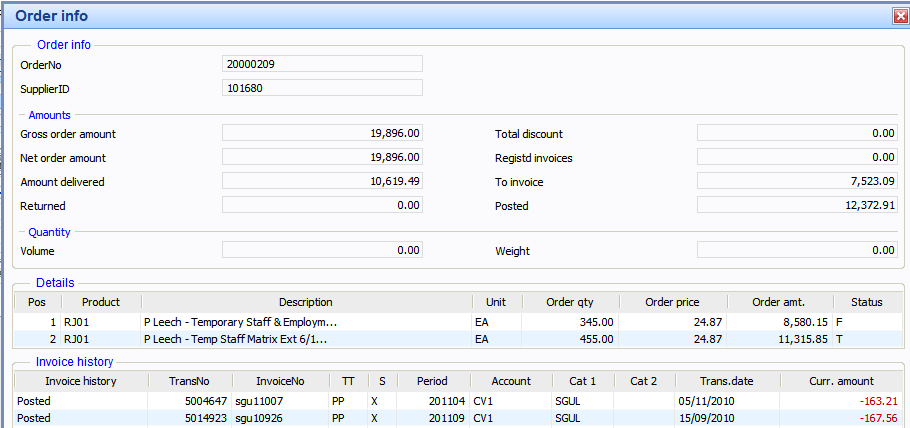 Order info
Order info
OrderNo 20000209
SupplierID 101680
Amounts
Gross order amount 19,896.00 Total discount 0.00
Net order amount 19,896.00 Registd invoices 0.00
Amount delivered 10,619.49 To invoice 7,523.09
Returned 0.00 Posted 12,372.91
Quantity
Volume 0.00 Weight 0.00
Details
Pos Product Description Unit Order qty Order price Order amt. Status
1 RJ01 P Leech - Temporary Staff & Employm... EA 345.00 24.87 8,580.15 F
2 RJ01 P Leech - Temp Staff Matrix Ext 6/1... EA 455.00 24.87 11,315.85 T
Invoice history
Invoice history TransNo InvoiceNo TT S Period Account Cat 1 Cat 2 Trans.date Curr. amount
Posted 5004647 sgu11007 PP X 201104 CV1 SGUL 05/11/2010 -163.21
Posted 5014923 sgu10926 PP X 201109 CV1 SGUL 15/09/2010 -167.56